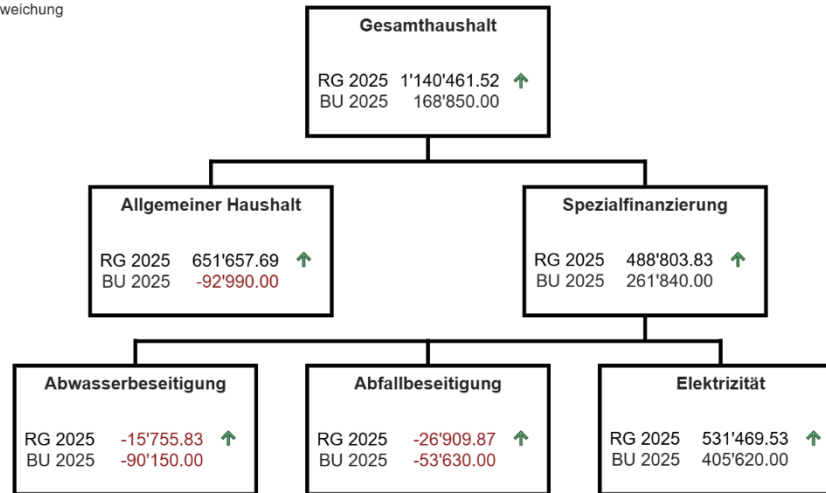 weichung
Gesamthaushalt
RG 2025 1'140'461.52
BU 2025 168'850.00
Allgemeiner Haushalt
RG 2025 651'657.69
BU 2025 -92'990.00
Spezialfinanzierung
RG 2025 488'803.83
BU 2025 261'840.00
Abwasserbeseitigung
RG 2025 -15'755.83
BU 2025 -90'150.00
Abfallbeseitigung
RG 2025 -26'909.87
BU 2025 -53'630.00
Elektrizität
RG 2025 531'469.53
BU 2025 405'620.00